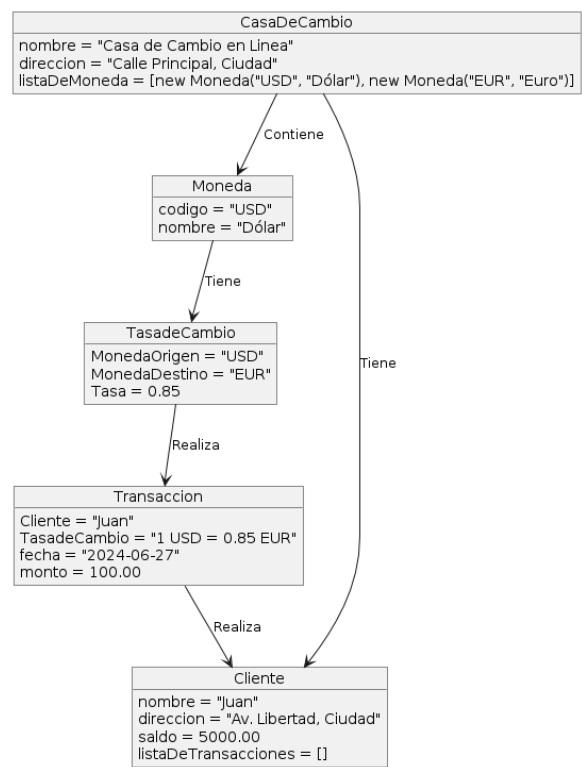 CasaDeCambio
nombre = "Casa de Cambio en Linea"
direccion = "Calle Principal, Ciudad"
listaDeMoneda = [new Moneda("USD", "Dólar"), new Moneda("EUR", "Euro")]
Contiene
Moneda
codigo = "USD"
nombre = "Dólar"
Tiene
TasadeCambio
MonedaOrigen = "USD"
MonedaDestino = "EUR"
Tasa = 0.85
Tiene
Realiza
Transaccion
Cliente = "Juan"
TasadeCambio = "1 USD = 0.85 EUR"
fecha = "2024-06-27"
monto = 100.00
Realiza
Cliente
nombre = "Juan"
direccion = "Av. Libertad, Ciudad"
saldo = 5000.00
listaDeTransacciones = []